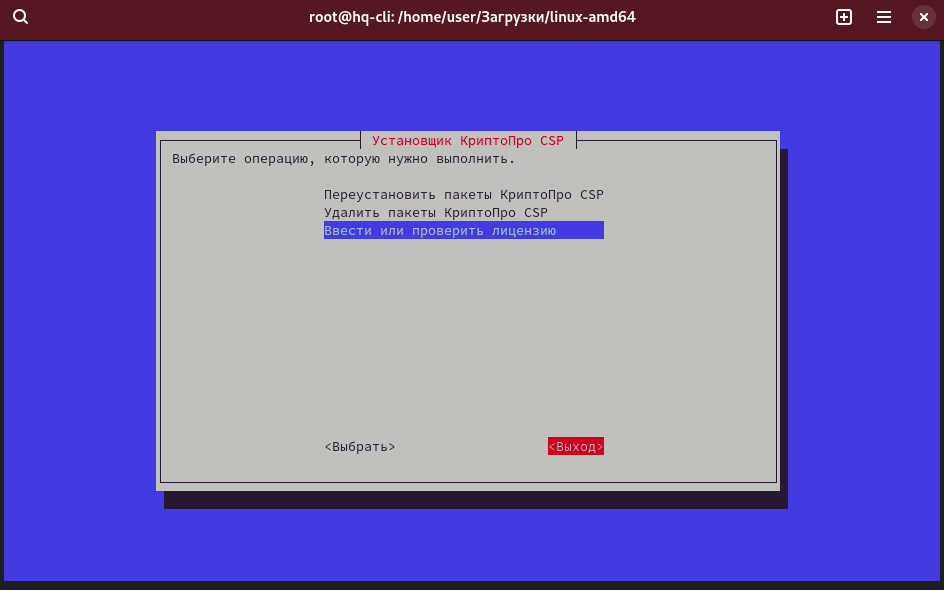 root@hq-cli: /home/user/Загрузки/linux-amd64
Установщик КриптоПро CSP
Выберите операцию, которую нужно выполнить.
Переустановить пакеты КриптоПро CSP
Удалить пакеты КриптоПро CSP
Ввести или проверить лицензию
<Выбрать> <Выход>